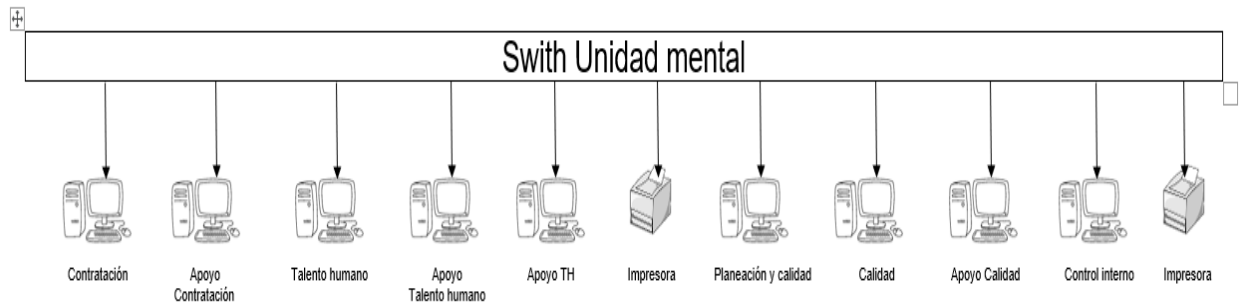 Swith Unidad mental
Contratación
Apoyo
Contratación
Talento humano
Apoyo
Talento humano
Apoyo TH
Impresora
Planeación y calidad
Calidad
Apoyo Calidad
Control interno
Impresora